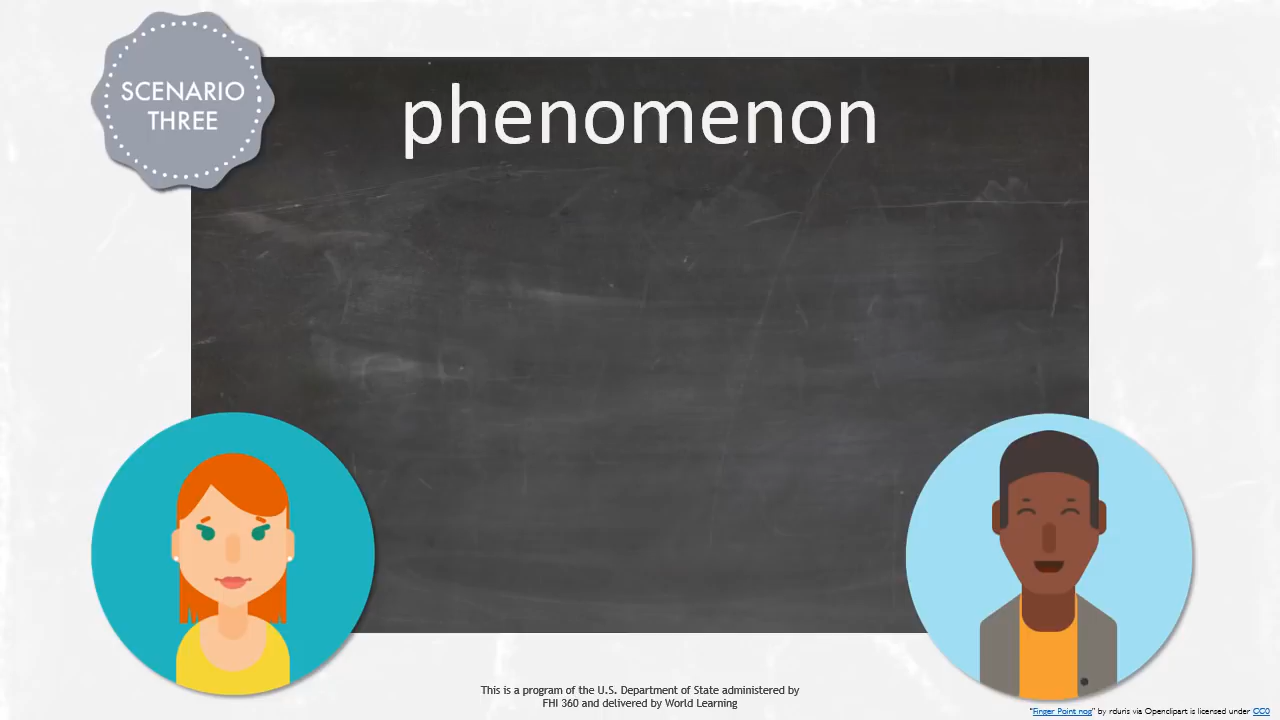 SCENARIO
THREE
phenomenon
This is a program of the U.S. Department of State administered by
FHI 360 and delivered by World Learning
"Finger Point nog" by rduris via Openclipart is licensed under CC0